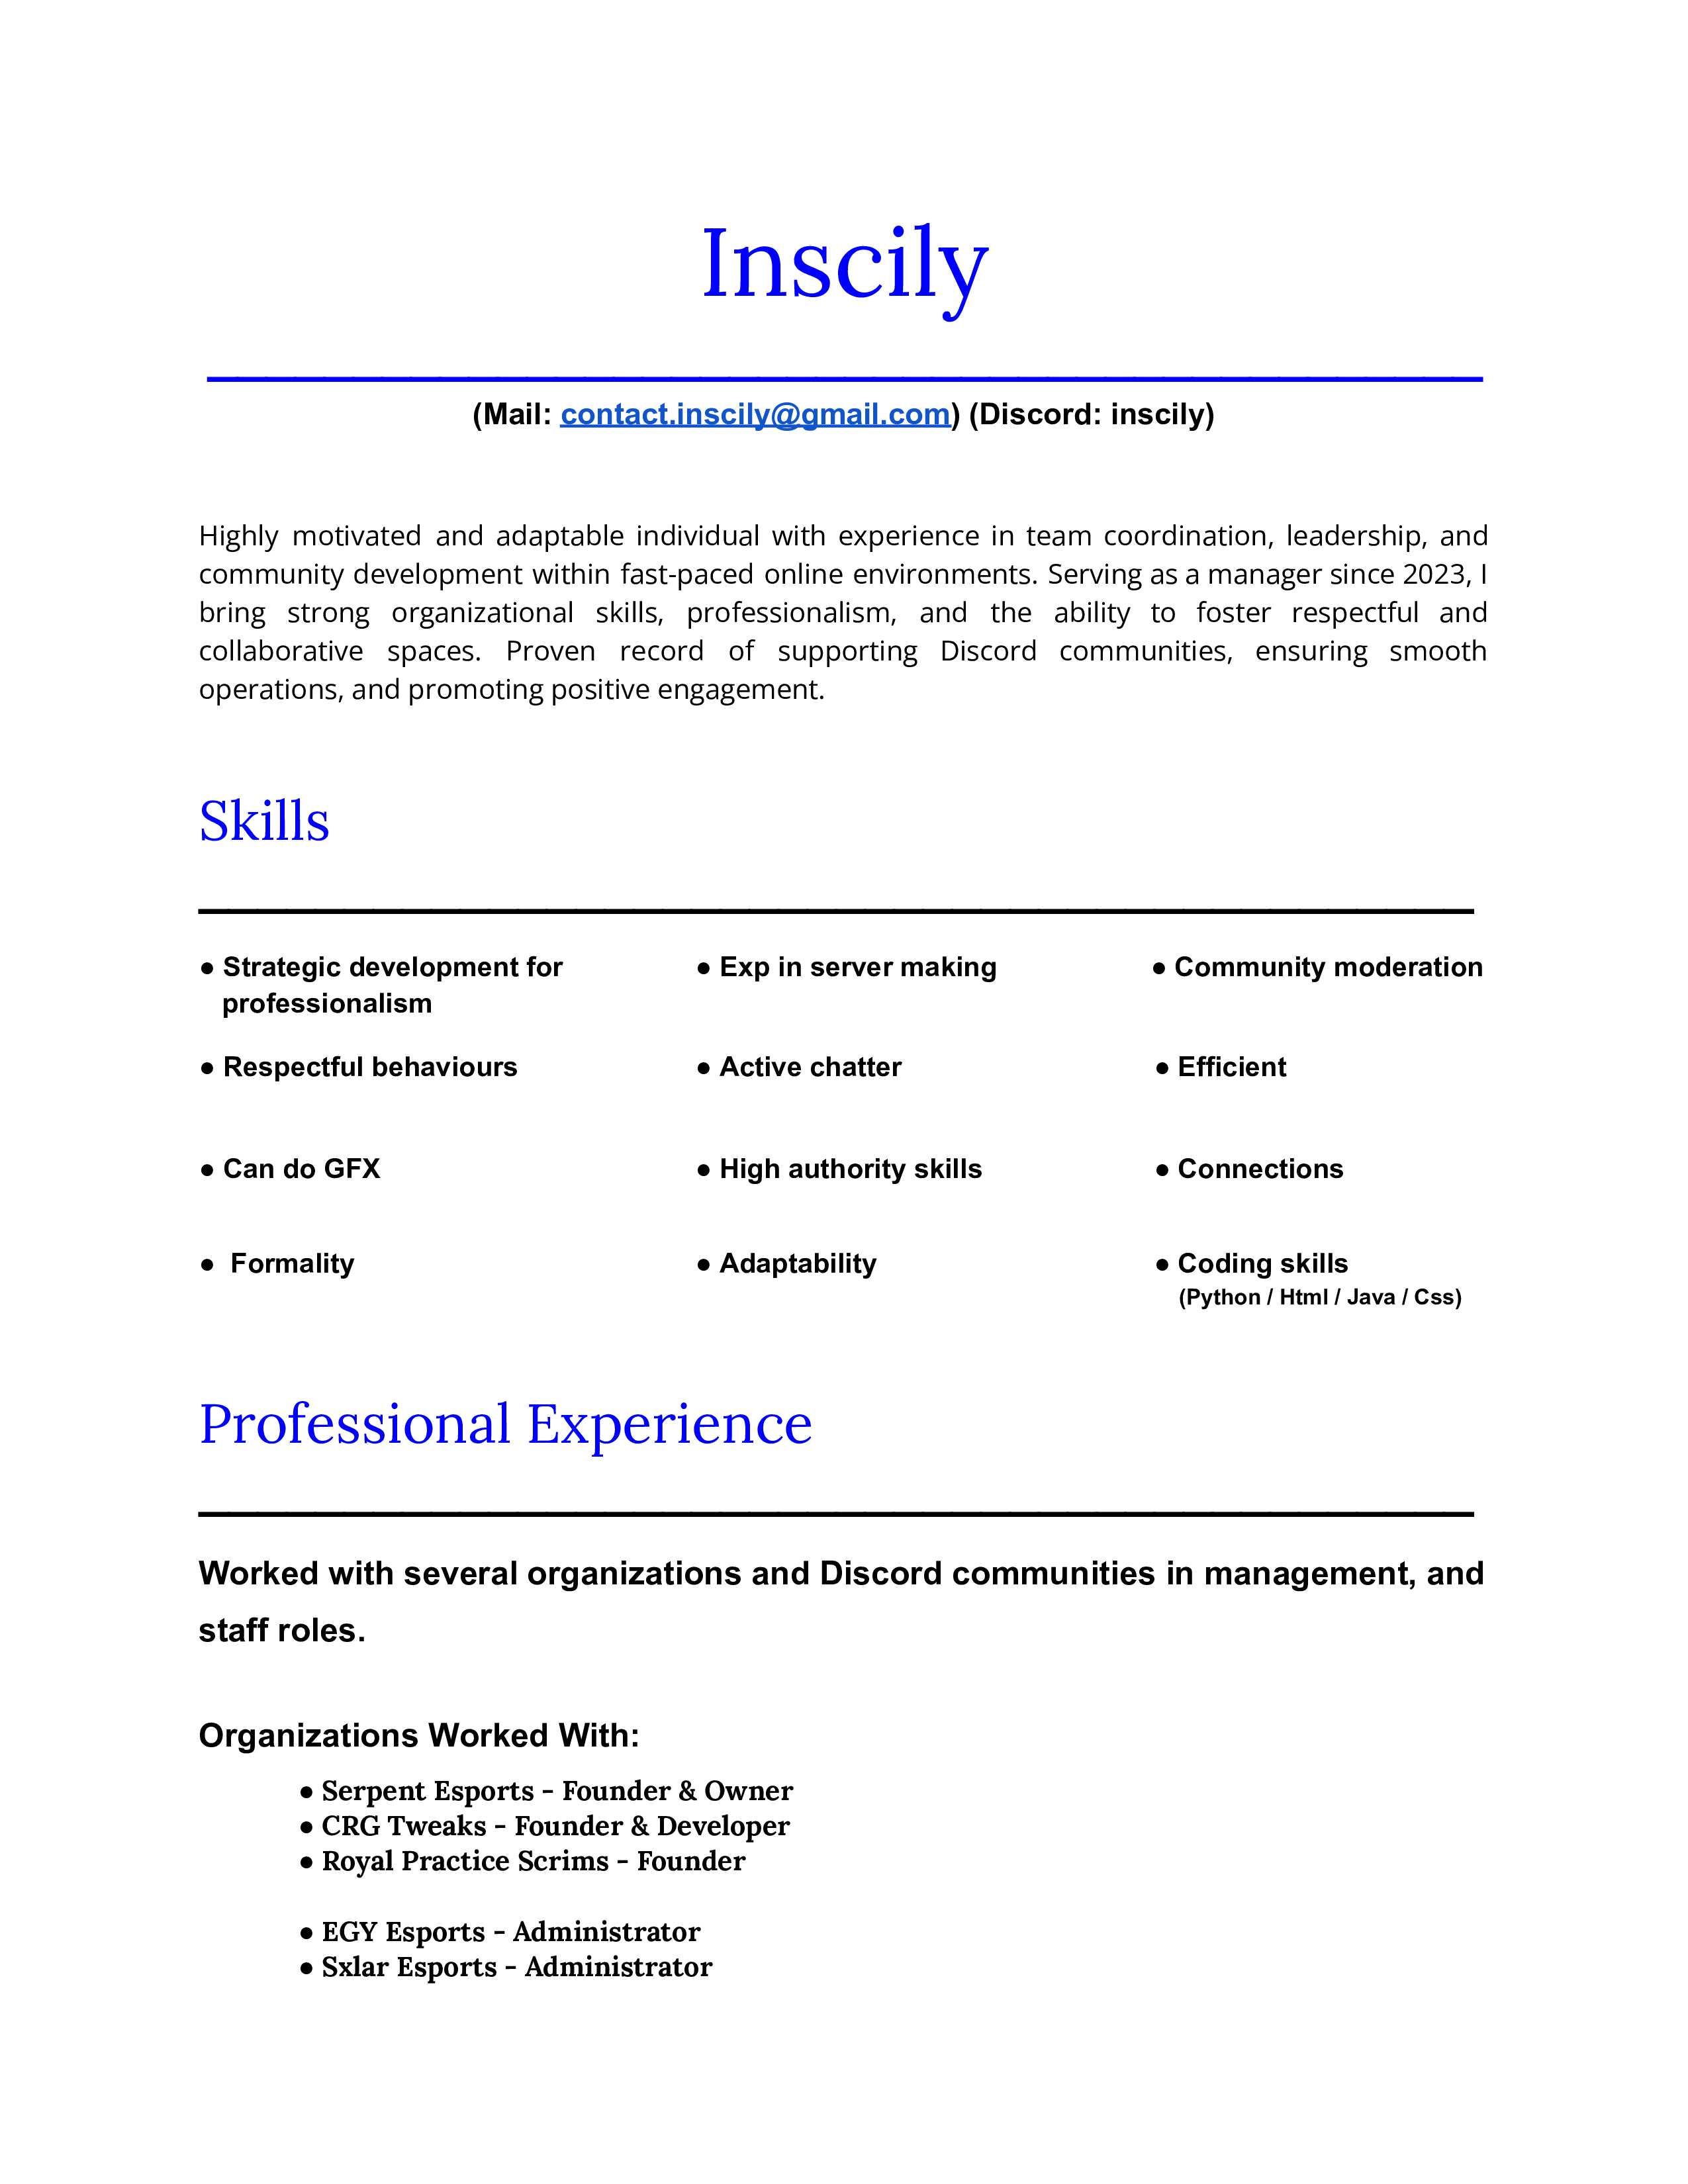 Inscily
(Mail: contact.inscily@gmail.com) (Discord: inscily)
Highly motivated and adaptable individual with experience in team coordination, leadership, and
community development within fast-paced online environments. Serving as a manager since 2023, I
bring strong organizational skills, professionalism, and the ability to foster respectful and
collaborative spaces. Proven record of supporting Discord communities, ensuring smooth
operations, and promoting positive engagement.
Skills
● Strategic development for professionalism
● Exp in server making
● Community moderation
● Respectful behaviours
● Active chatter
● Efficient
● Can do GFX
● High authority skills
● Connections
● Formality
● Adaptability
● Coding skills
(Python / Html / Java / Css)
Professional Experience
Worked with several organizations and Discord communities in management, and
staff roles.
Organizations Worked With:
● Serpent Esports - Founder & Owner
● CRG Tweaks - Founder & Developer
● Royal Practice Scrims - Founder
● EGY Esports - Administrator
● Sxlar Esports - Administrator